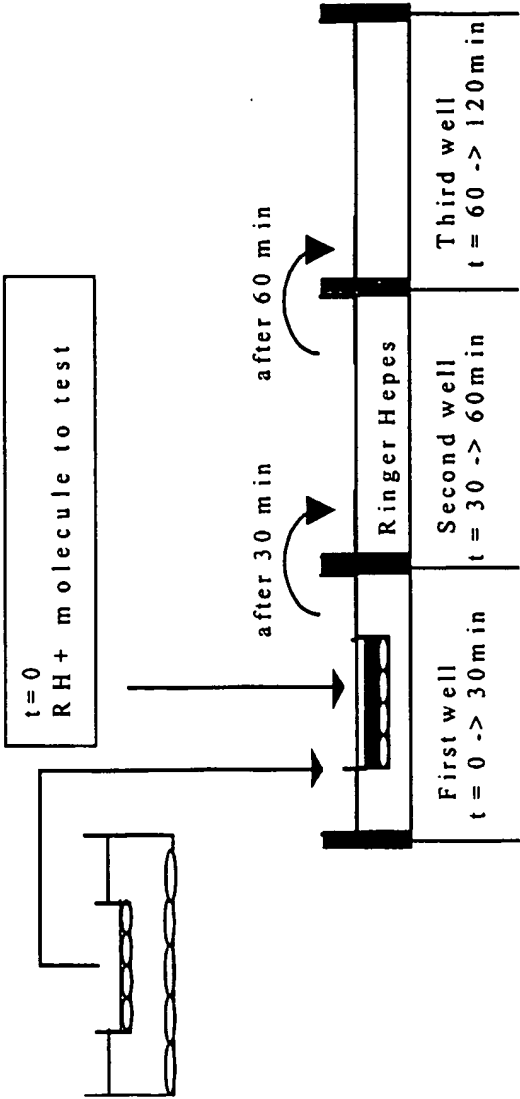 t=0
RH+ molecule to test
after 30 min
after 60 min
Ringer Hepes
First well
t = 0 -> 30min
Second well
t = 30 -> 60min
Third well
t = 60 -> 120min